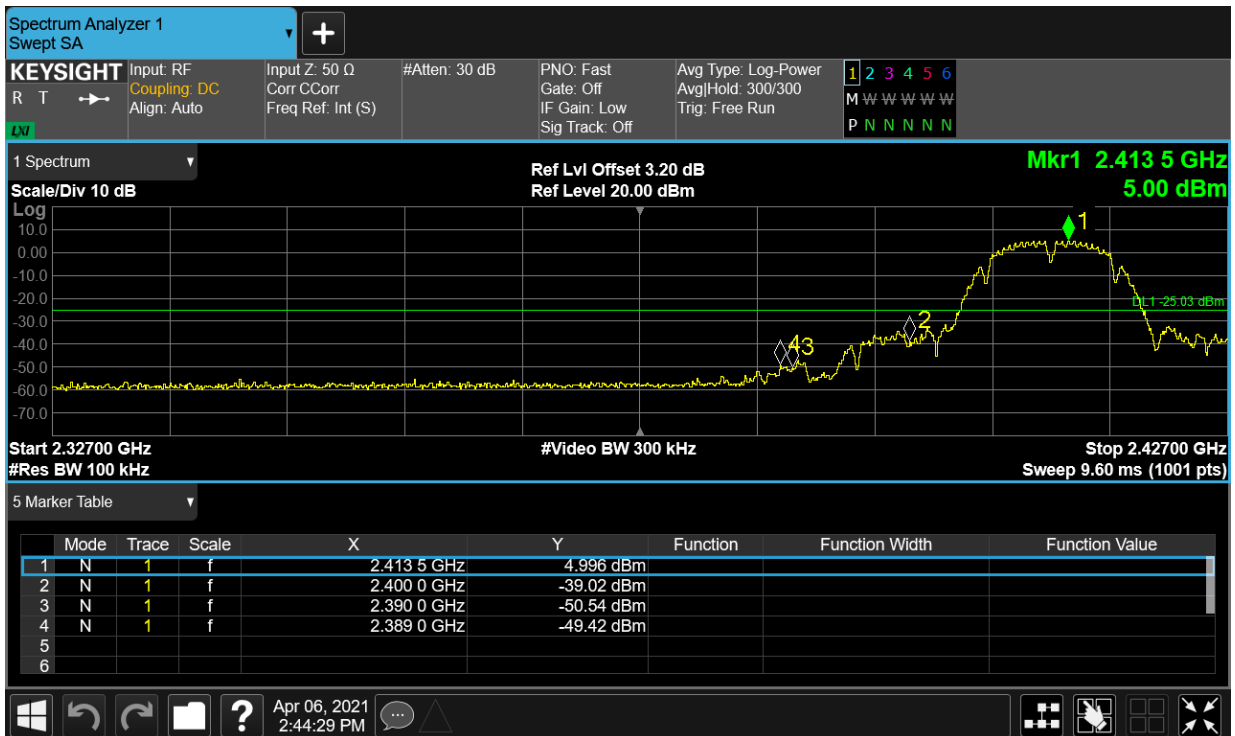 Spectrum Analyzer 1
Swept SA
+
KEYSIGHT Input: RF Input Z: 50 Ω #Atten: 30 dB PNO: Fast Avg Type: Log-Power 1 2 3 4 5 6
R T Coupling: DC Corr CCorr Gate: Off Avg|Hold: 300/300 M W W W W W
Align: Auto Freq Ref: Int (S) IF Gain: Low Trig: Free Run P N N N N N
LXI Sig Track: Off
1 Spectrum Ref Lvl Offset 3.20 dB Mkr1 2.413 5 GHz
Scale/Div 10 dB Ref Level 20.00 dBm 5.00 dBm
Log
1
10.0
0.00
-10.0
-20.0
DL1 -25.03 dBm
-30.0
2
-40.0
43
-50.0
-60.0
-70.0
Start 2.32700 GHz #Video BW 300 kHz Stop 2.42700 GHz
#Res BW 100 kHz Sweep 9.60 ms (1001 pts)
5 Marker Table
Mode Trace Scale X Y Function Function Width Function Value
1 N 1 f 2.413 5 GHz 4.996 dBm
2 N 1 f 2.400 0 GHz -39.02 dBm
3 N 1 f 2.390 0 GHz -50.54 dBm
4 N 1 f 2.389 0 GHz -49.42 dBm
5
6
? Apr 06, 2021
2:44:29 PM